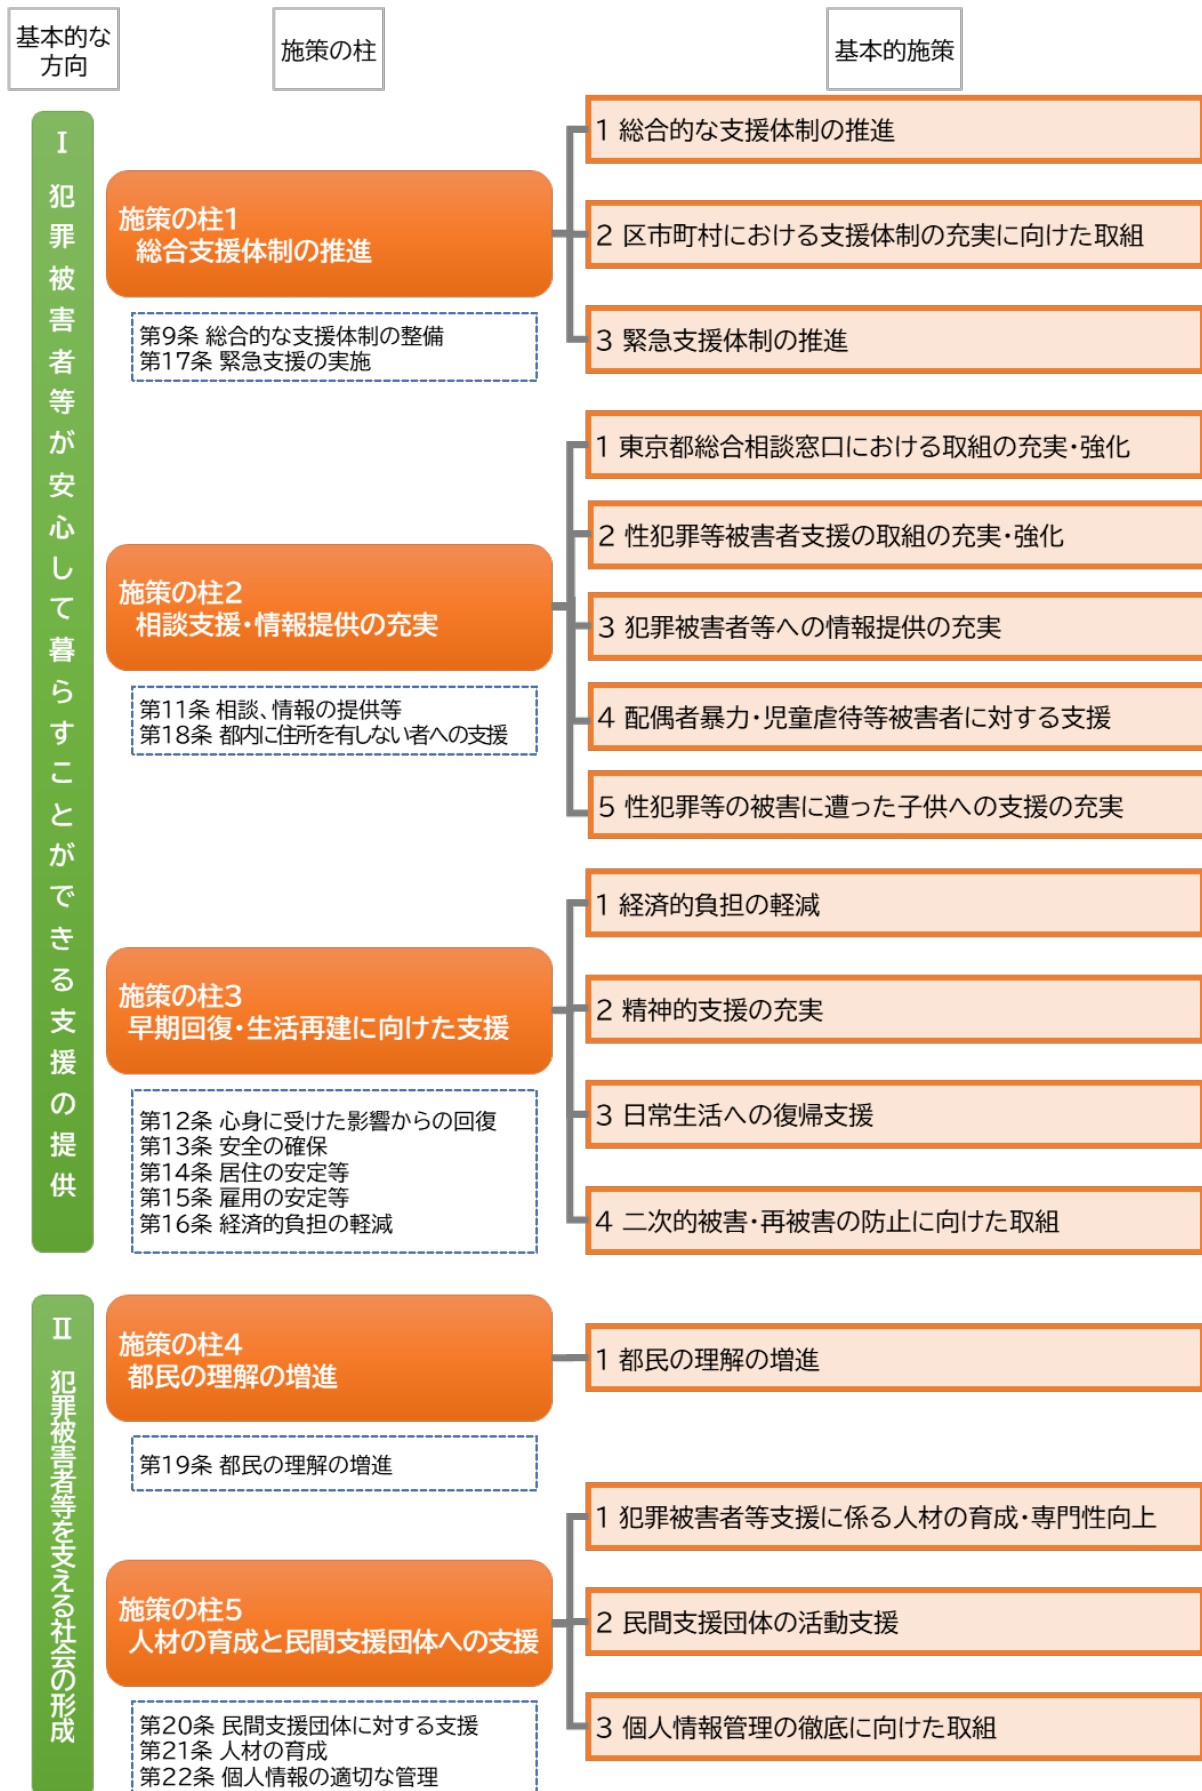 基本的な
方向
施策の柱
基本的施策
Ⅰ 犯罪被害者等が安心して暮らすことができる支援の提供
施策の柱1
総合支援体制の推進
第9条 総合的な支援体制の整備
第17条 緊急支援の実施
1 総合的な支援体制の推進
2 区市町村における支援体制の充実に向けた取組
3 緊急支援体制の推進
施策の柱2
相談支援・情報提供の充実
第11条 相談、情報の提供等
第18条 都内に住所を有しない者への支援
1 東京都総合相談窓口における取組の充実・強化
2 性犯罪等被害者支援の取組の充実・強化
3 犯罪被害者等への情報提供の充実
4 配偶者暴力・児童虐待等被害者に対する支援
5 性犯罪等の被害に遭った子供への支援の充実
施策の柱3
早期回復・生活再建に向けた支援
第12条 心身に受けた影響からの回復
第13条 安全の確保
第14条 居住の安定等
第15条 雇用の安定等
第16条 経済的負担の軽減
1 経済的負担の軽減
2 精神的支援の充実
3 日常生活への復帰支援
4 二次的被害・再被害の防止に向けた取組
Ⅱ 犯罪被害者等を支える社会の形成
施策の柱4
都民の理解の増進
第19条 都民の理解の増進
1 都民の理解の増進
施策の柱5
人材の育成と民間支援団体への支援
第20条 民間支援団体に対する支援
第21条 人材の育成
第22条 個人情報の適切な管理
1 犯罪被害者等支援に係る人材の育成・専門性向上
2 民間支援団体の活動支援
3 個人情報管理の徹底に向けた取組